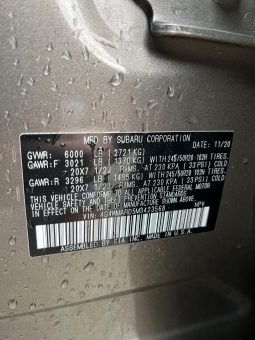 MFD. BY SUBARU CORPORATION DATE 11/20
GVWR: 6000 LB (2721 KG)
GAWR: F 3021 LB (1370 KG) WITH 245/50R20 102H TIRES.
20X7 1/2J RIMS, AT 230 KPA ( 33 PSI) COLD
GAWR: R 3296 LB (1495 KG) WITH 245/50R20 102H TIRES.
20X7 1/2J RIMS, AT 230 KPA ( 33 PSI) COLD
THIS VEHICLE CONFORMS TO ALL APPLICABLE
U.S. FEDERAL MOTOR VEHICLE SAFETY AND
THEFT PREVENTION STANDARDS IN EFFECT ON
THE DATE OF MANUFACTURE SHOWN ABOVE.
VIN: 4S4WMARD5M3423568 MPV
ASSEMBLED BY SIA, INC. MADE IN U.S.A.